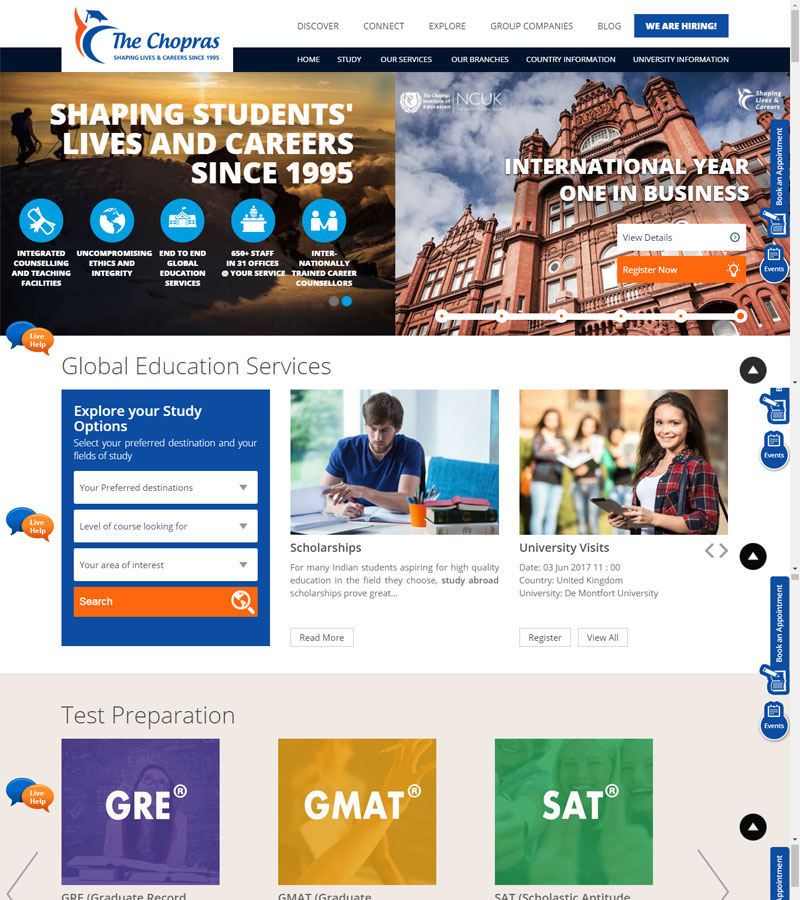 The Chopras
SHAPING LIVES & CAREERS SINCE 1995
DISCOVER CONNECT EXPLORE GROUP COMPANIES BLOG WE ARE HIRING!
HOME STUDY OUR SERVICES OUR BRANCHES COUNTRY INFORMATION UNIVERSITY INFORMATION
SHAPING STUDENTS'
LIVES AND CAREERS
SINCE 1995
INTEGRATED
COUNSELLING
AND TEACHING
FACILITIES
UNCOMPROMISING
ETHICS AND
INTEGRITY
END TO END
GLOBAL
EDUCATION
SERVICES
650+ STAFF
IN 31 OFFICES
@ YOUR SERVICE
INTER-
NATIONALLY
TRAINED CAREER
COUNSELLORS
The Chopras
Institute of
Education
NCUK
Shaping
Lives &
Careers
INTERNATIONAL YEAR
ONE IN BUSINESS
View Details
Register Now
Book an Appointment
Events
Live
Help
Global Education Services
Explore your Study
Options
Select your preferred destination and your
fields of study
Your Preferred destinations
Level of course looking for
Your area of interest
Search
Scholarships
For many Indian students aspiring for high quality
education in the field they choose, study abroad
scholarships prove great...
Read More
University Visits
Date: 03 Jun 2017 11 : 00
Country: United Kingdom
University: De Montfort University
Register View All
Events
Live
Help
Book an Appointment
Events
Test Preparation
Live
Help
GRE®
GMAT®
SAT®
GRE (Graduate Record
GMAT (Graduate
SAT (Scholastic Aptitude
Appointment